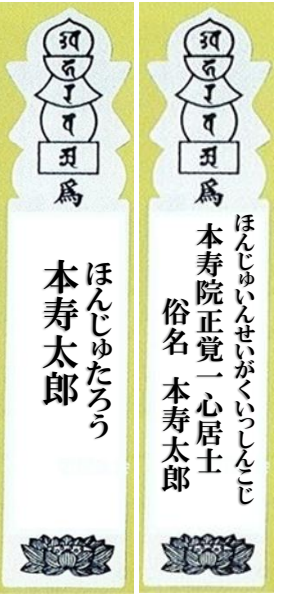 爲
ほんじゅたろう
本寿太郎
爲
ほんじゅいんせいがくいっしんこじ
本寿院正覚一心居士
俗名 本寿太郎